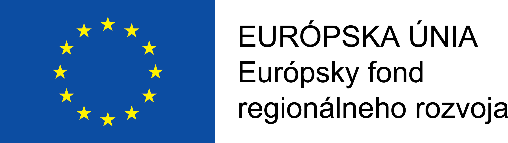 EURÓPSKA ÚNIA
Európsky fond
regionálneho rozvoja